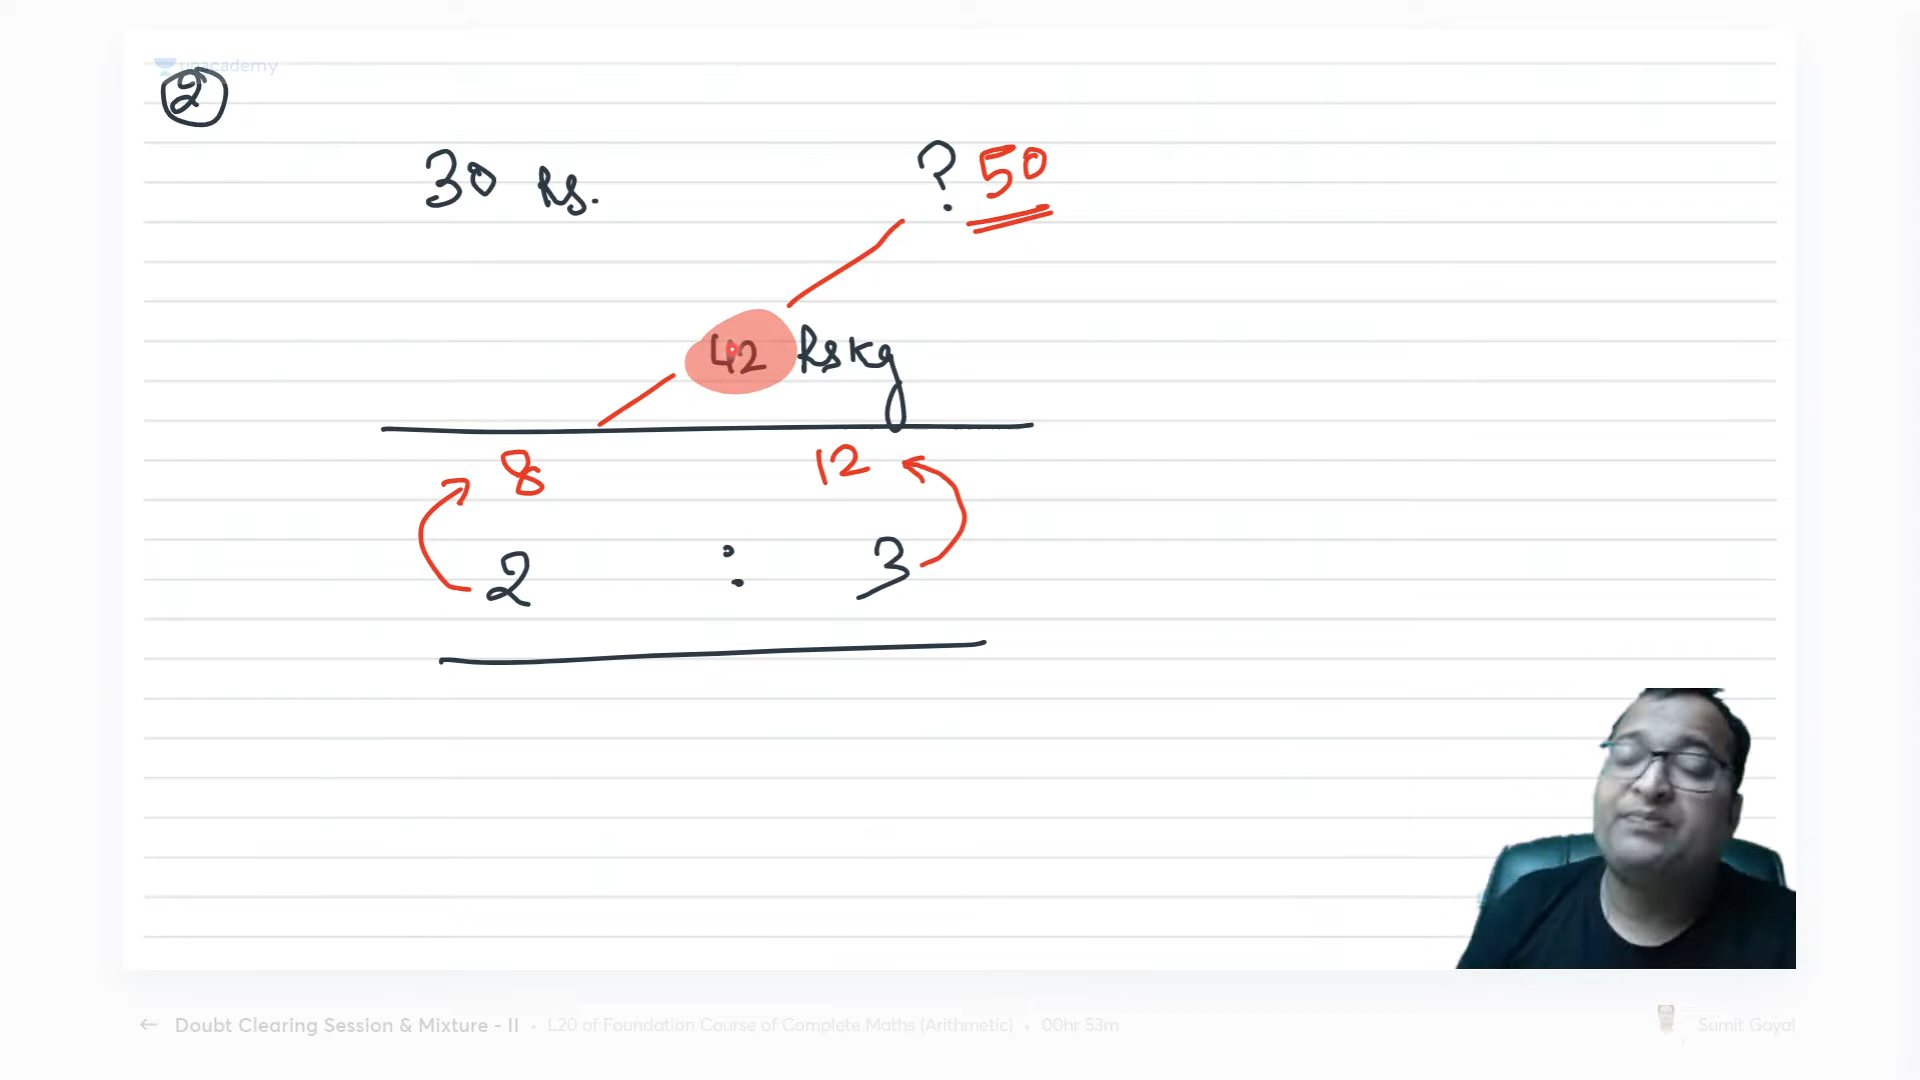 unacademy
2
30 Rs. ? 50
42 Rs Kg
8 12
2 : 3
← Doubt Clearing Session & Mixture - II • L20 of Foundation Course of Complete Maths (Arithmetic) • 00hr 53m Sumit Goyal